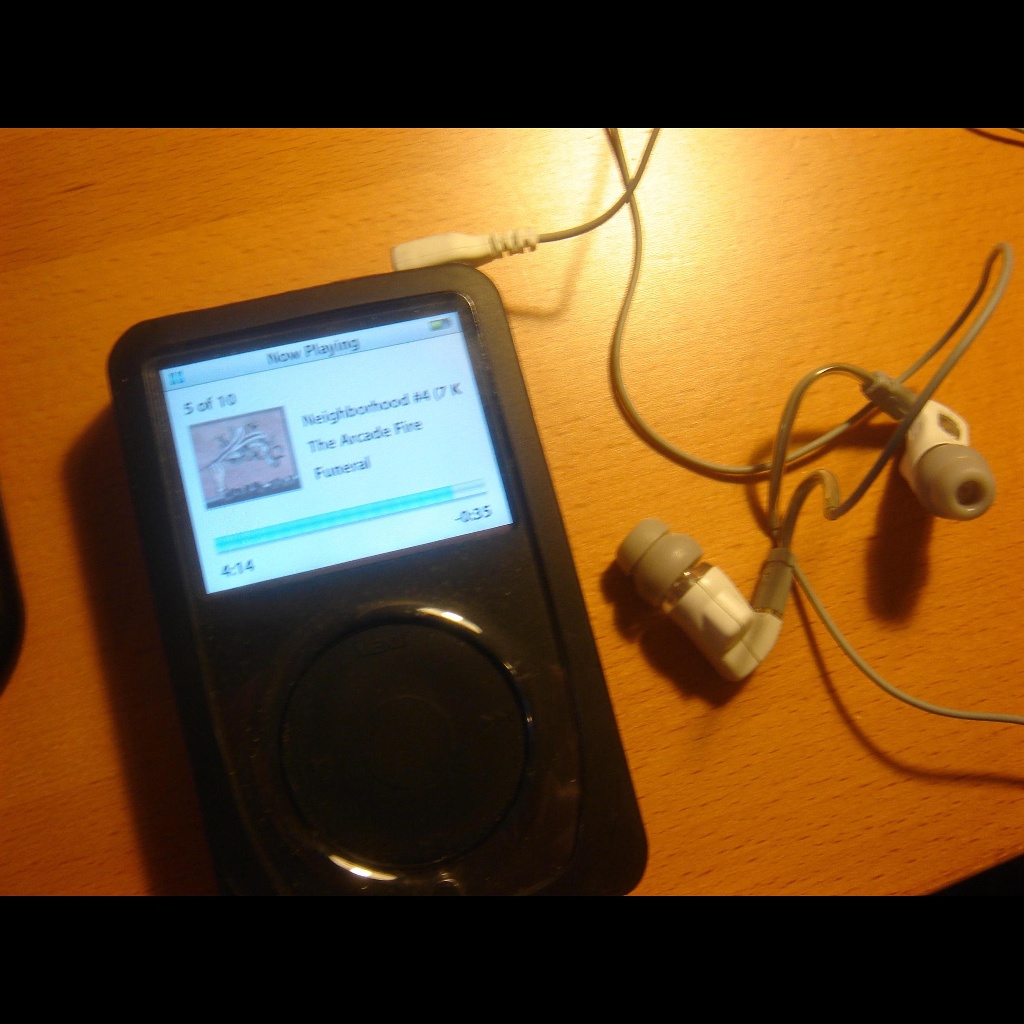 Now Playing
5 of 10
Neighborhood #4 (7 K
The Arcade Fire
Funeral
4:14 -0:35